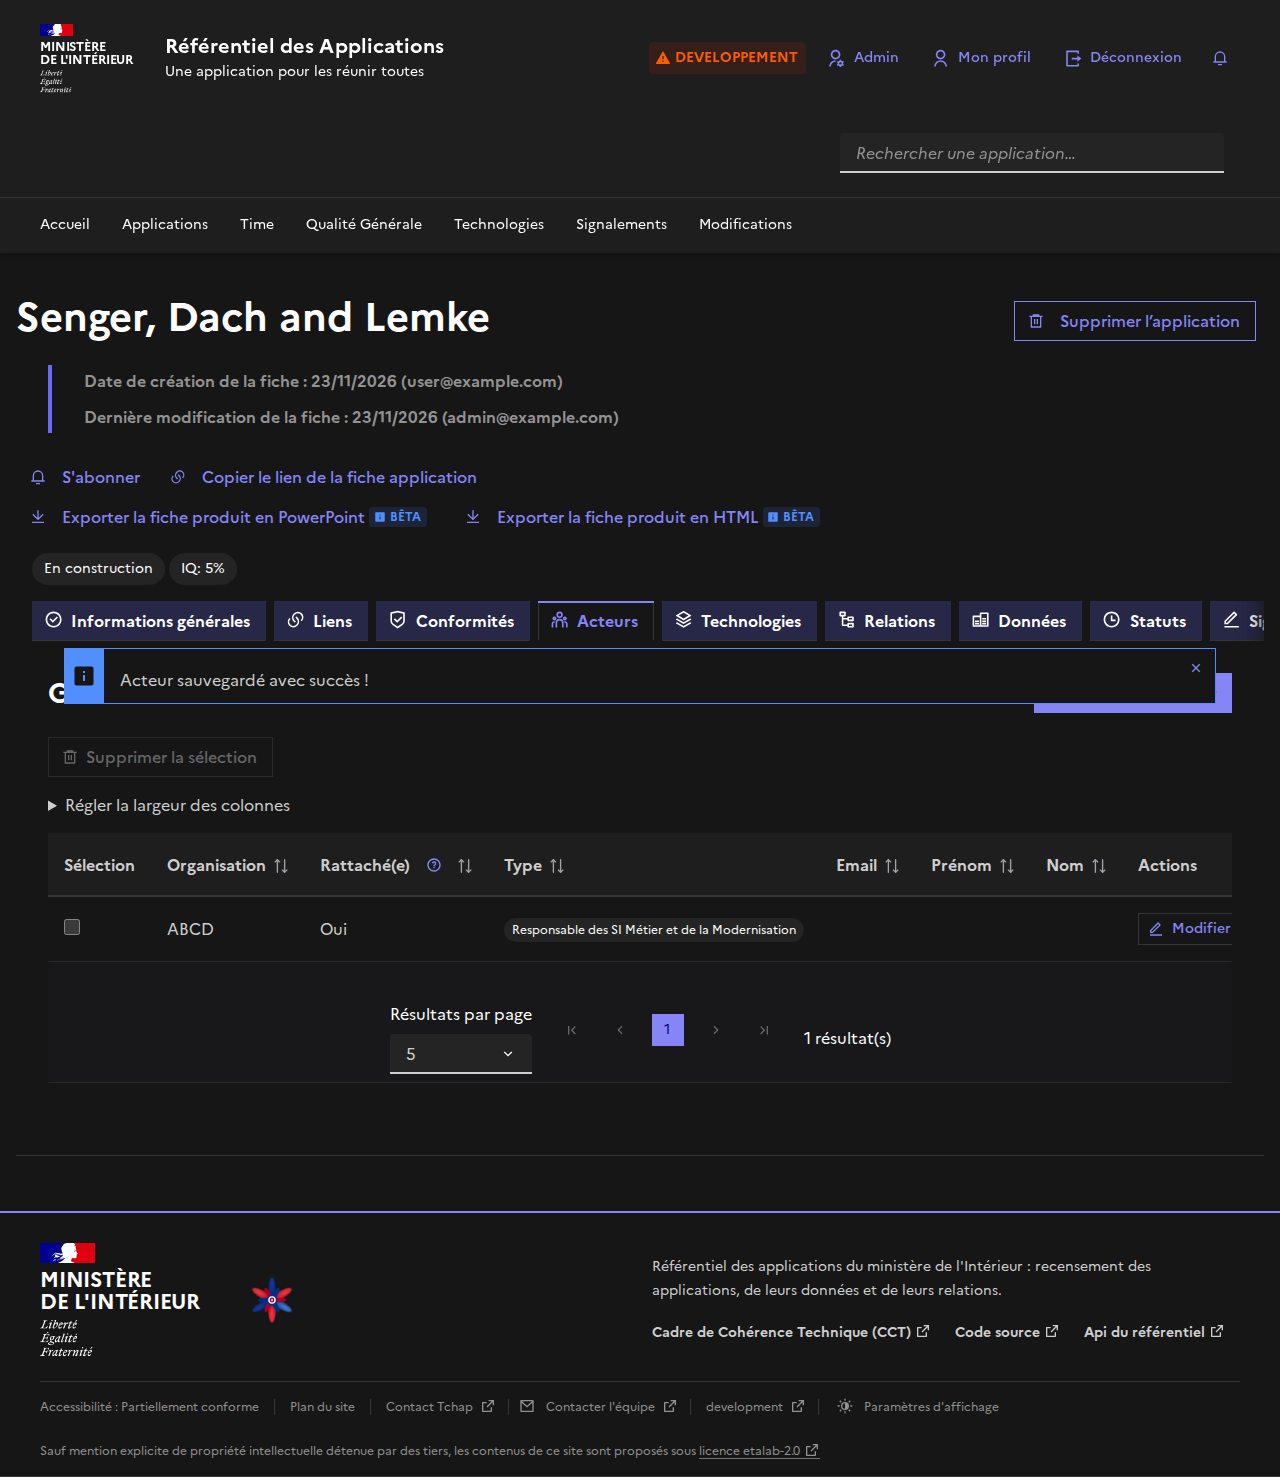 MINISTÈRE
DE L'INTÉRIEUR
Liberté
Égalité
Fraternité
Référentiel des Applications
Une application pour les réunir toutes
DEVELOPPEMENT
Admin
Mon profil
Déconnexion
Rechercher une application…
Accueil
Applications
Time
Qualité Générale
Technologies
Signalements
Modifications
Senger, Dach and Lemke
Supprimer l’application
Date de création de la fiche : 23/11/2026 (user@example.com)
Dernière modification de la fiche : 23/11/2026 (admin@example.com)
S'abonner
Copier le lien de la fiche application
Exporter la fiche produit en PowerPoint BÊTA
Exporter la fiche produit en HTML BÊTA
En construction
IQ: 5%
Informations générales
Liens
Conformités
Acteurs
Technologies
Relations
Données
Statuts
Acteur sauvegardé avec succès !
Supprimer la sélection
Régler la largeur des colonnes
Sélection
Organisation
Rattaché(e)
Type
Email
Prénom
Nom
Actions
ABCD
Oui
Responsable des SI Métier et de la Modernisation
Modifier
Résultats par page
5
1
1 résultat(s)
MINISTÈRE
DE L'INTÉRIEUR
Liberté
Égalité
Fraternité
Référentiel des applications du ministère de l'Intérieur : recensement des
applications, de leurs données et de leurs relations.
Cadre de Cohérence Technique (CCT)
Code source
Api du référentiel
Accessibilité : Partiellement conforme
Plan du site
Contact Tchap
Contacter l'équipe
development
Paramètres d'affichage
Sauf mention explicite de propriété intellectuelle détenue par des tiers, les contenus de ce site sont proposés sous licence etalab-2.0